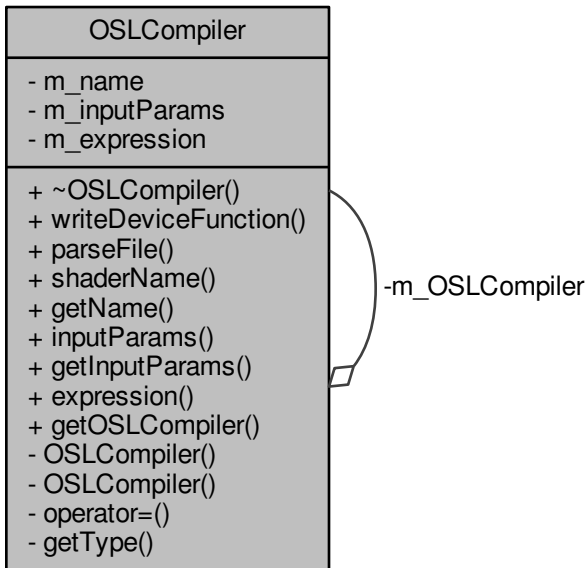 OSLCompiler
- m_name
- m_inputParams
- m_expression
+ ~OSLCompiler()
+ writeDeviceFunction()
+ parseFile()
+ shaderName()
+ getName()
+ inputParams()
+ getInputParams()
+ expression()
+ getOSLCompiler()
- OSLCompiler()
- OSLCompiler()
- operator=()
- getType()
-m_OSLCompiler